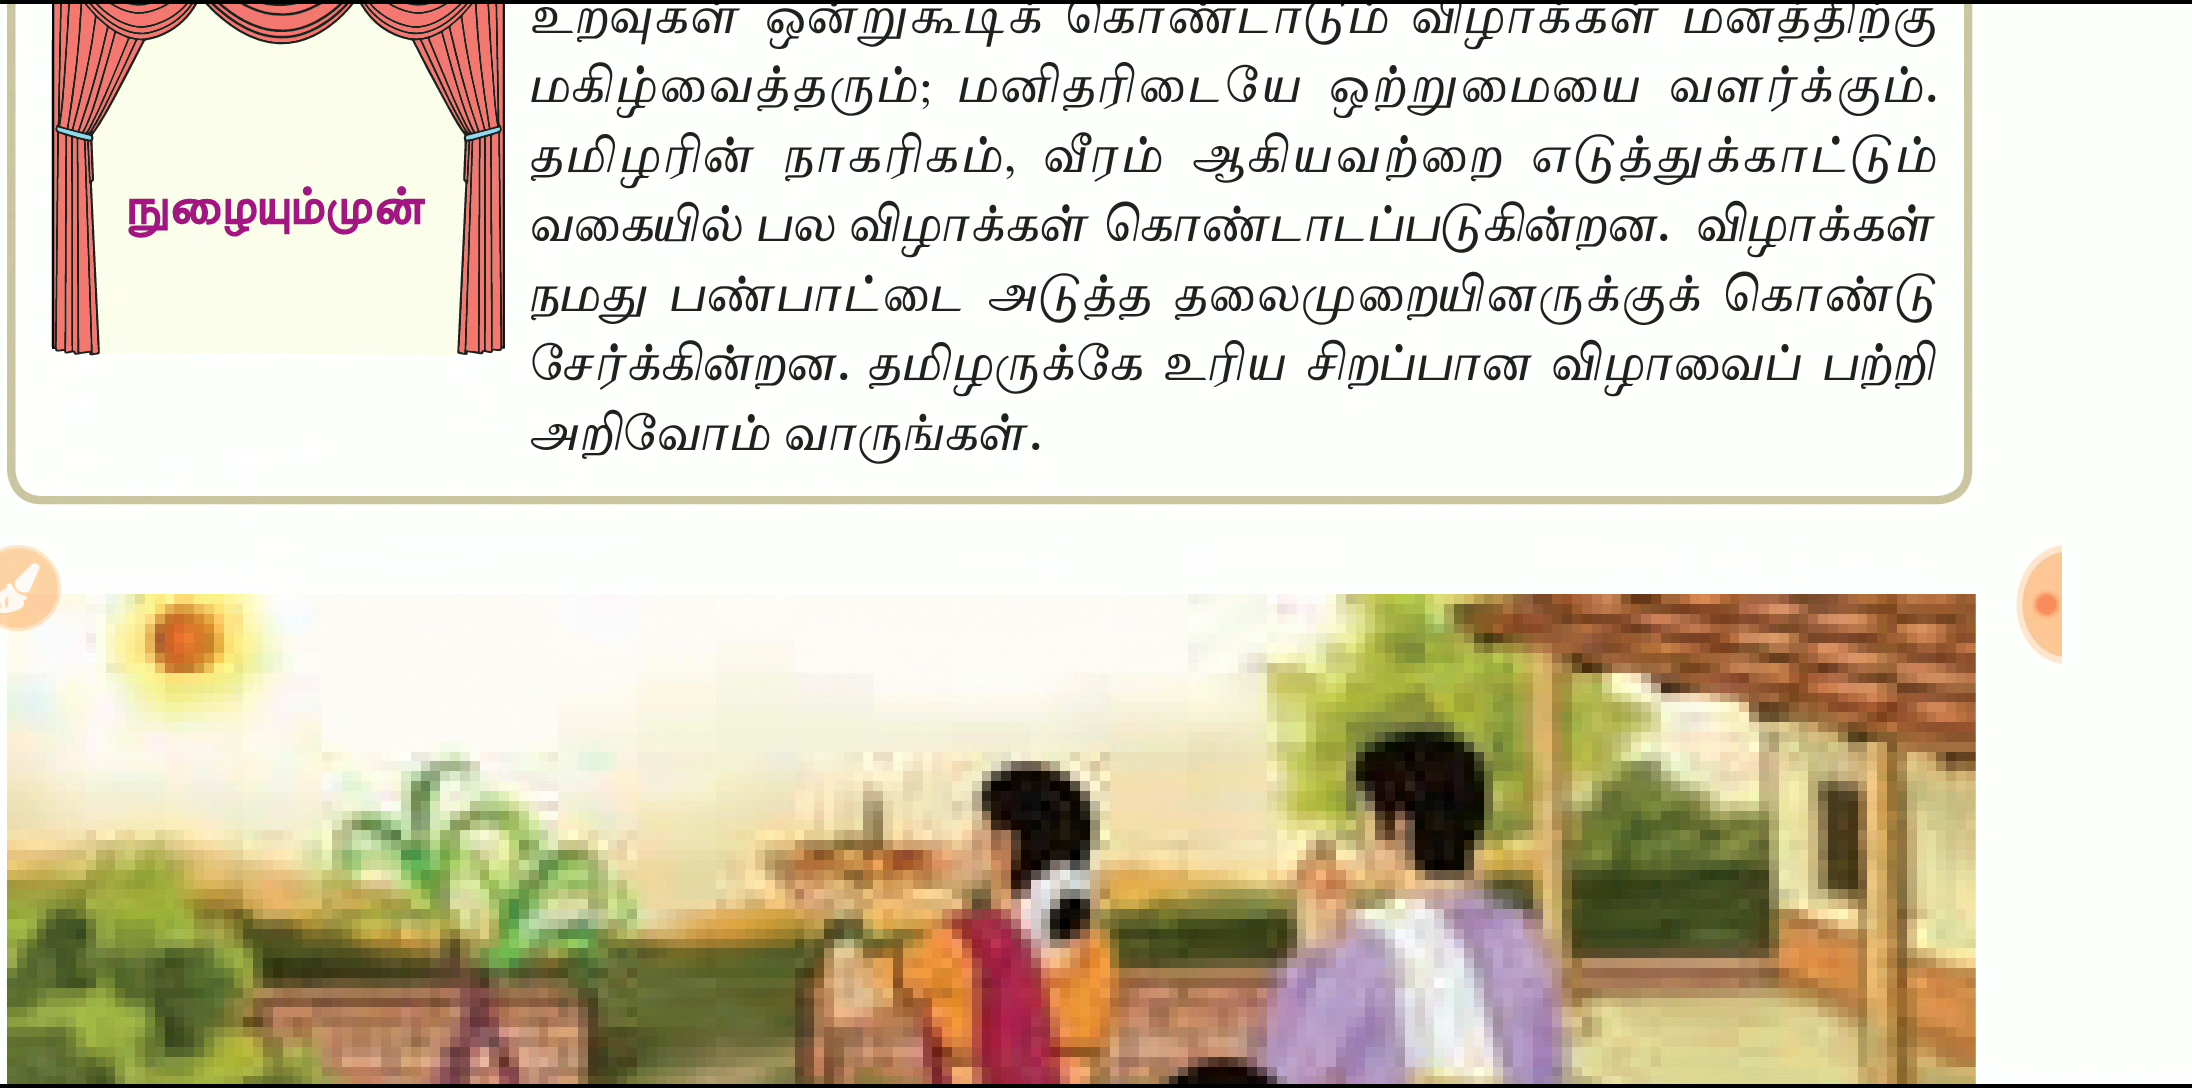 நுழையும்முன்
உறவுகள் ஒன்றுகூடிக் கொண்டாடும் விழாக்கள் மனத்திற்கு
மகிழ்வைத்தரும்; மனிதரிடையே ஒற்றுமையை வளர்க்கும்.
தமிழரின் நாகரிகம், வீரம் ஆகியவற்றை எடுத்துக்காட்டும்
வகையில் பல விழாக்கள் கொண்டாடப்படுகின்றன. விழாக்கள்
நமது பண்பாட்டை அடுத்த தலைமுறையினருக்குக் கொண்டு
சேர்க்கின்றன. தமிழருக்கே உரிய சிறப்பான விழாவைப் பற்றி
அறிவோம் வாருங்கள்.